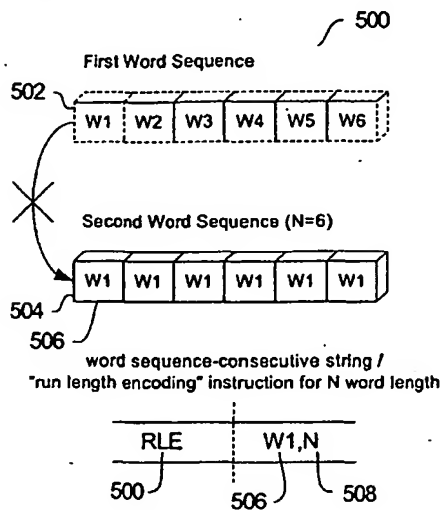 500
First Word Sequence
502
W1 W2 W3 W4 W5 W6
Second Word Sequence (N=6)
W1 W1 W1 W1 W1 W1
504
506
word sequence-consecutive string /
"run length encoding" instruction for N word length
RLE W1,N
500 506 508